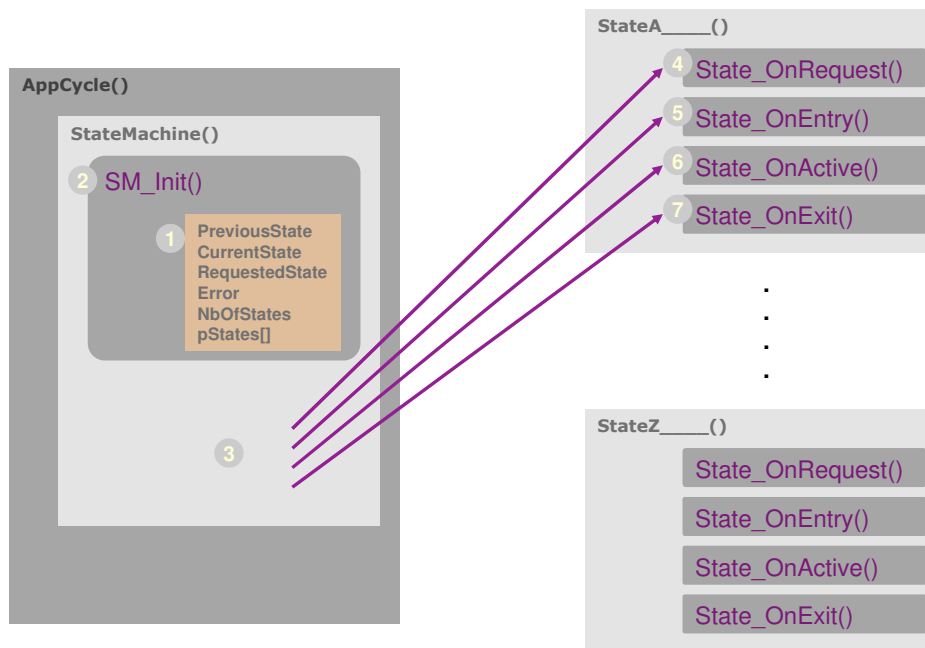 AppCycle()
StateMachine()
2 SM_Init()
1 PreviousState
CurrentState
RequestedState
Error
NbOfStates
pStates[]
3
StateA_____()
4 State_OnRequest()
5 State_OnEntry()
6 State_OnActive()
7 State_OnExit()
.
.
.
.
StateZ_____()
State_OnRequest()
State_OnEntry()
State_OnActive()
State_OnExit()